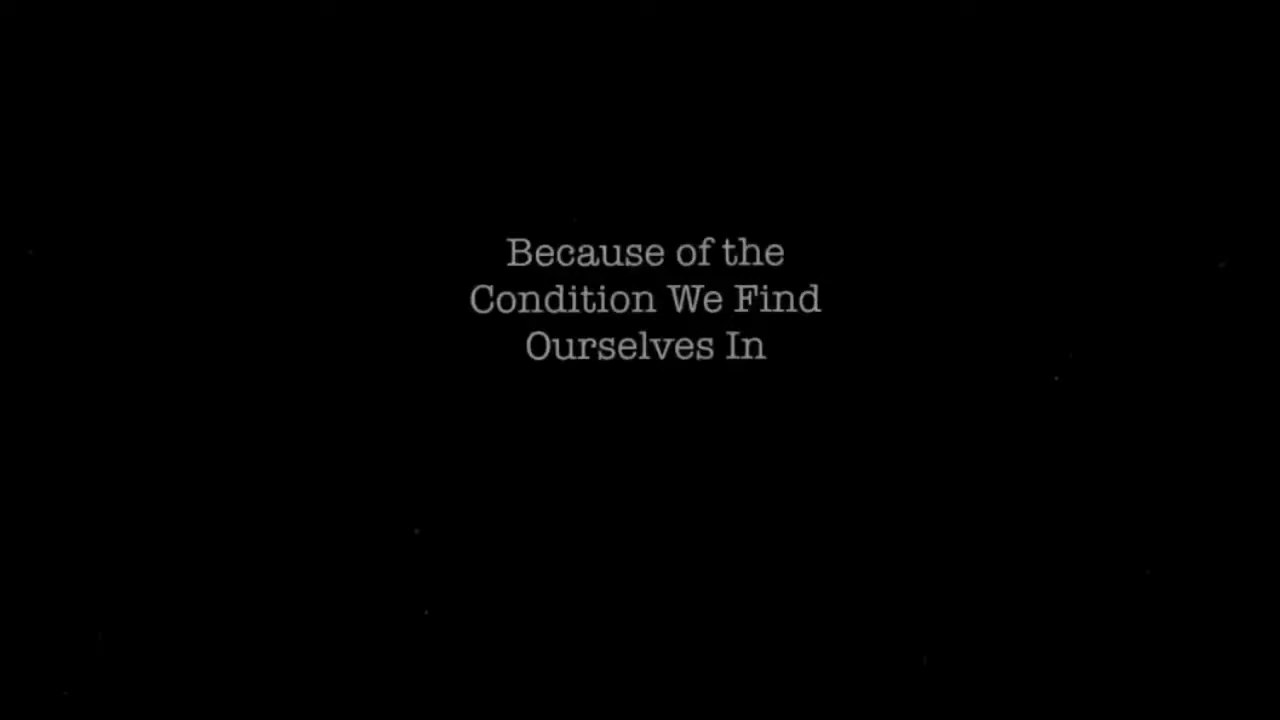 Because of the
Condition We Find
Ourselves In